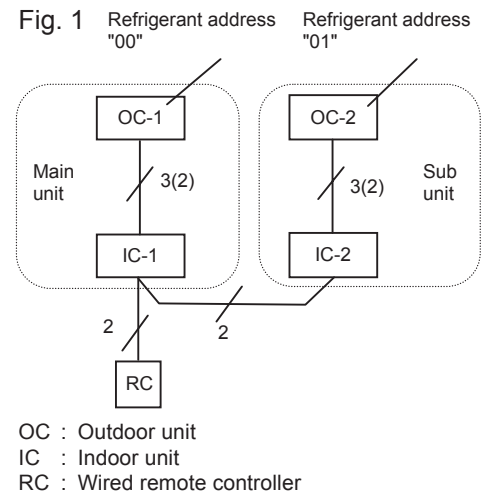 Fig. 1
Refrigerant address "00"
Refrigerant address "01"
OC-1
OC-2
Main unit
3(2)
3(2)
Sub unit
IC-1
IC-2
2
2
RC
OC : Outdoor unit
IC : Indoor unit
RC : Wired remote controller